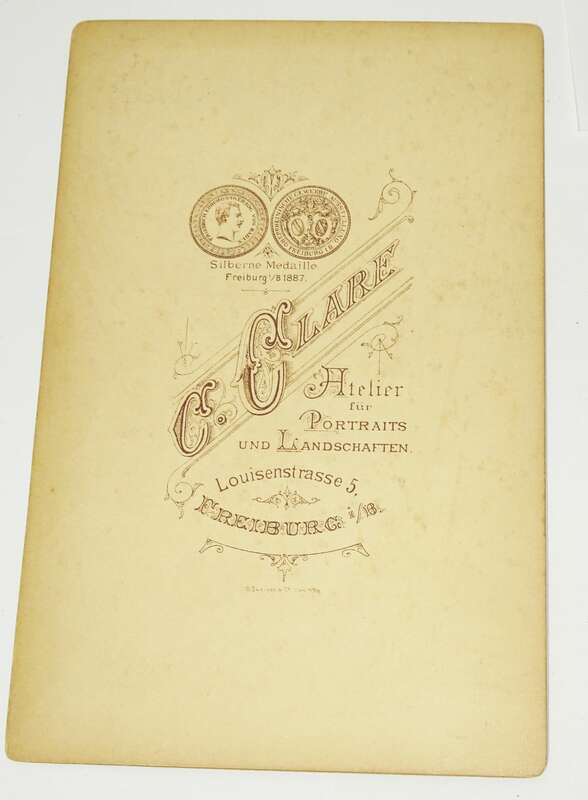 Silberne Medaille
Freiburg i/B 1887.
C. Clare
Atelier
für
Portraits
und Landschaften.
Louisenstrasse 5.
Freiburg i/B.